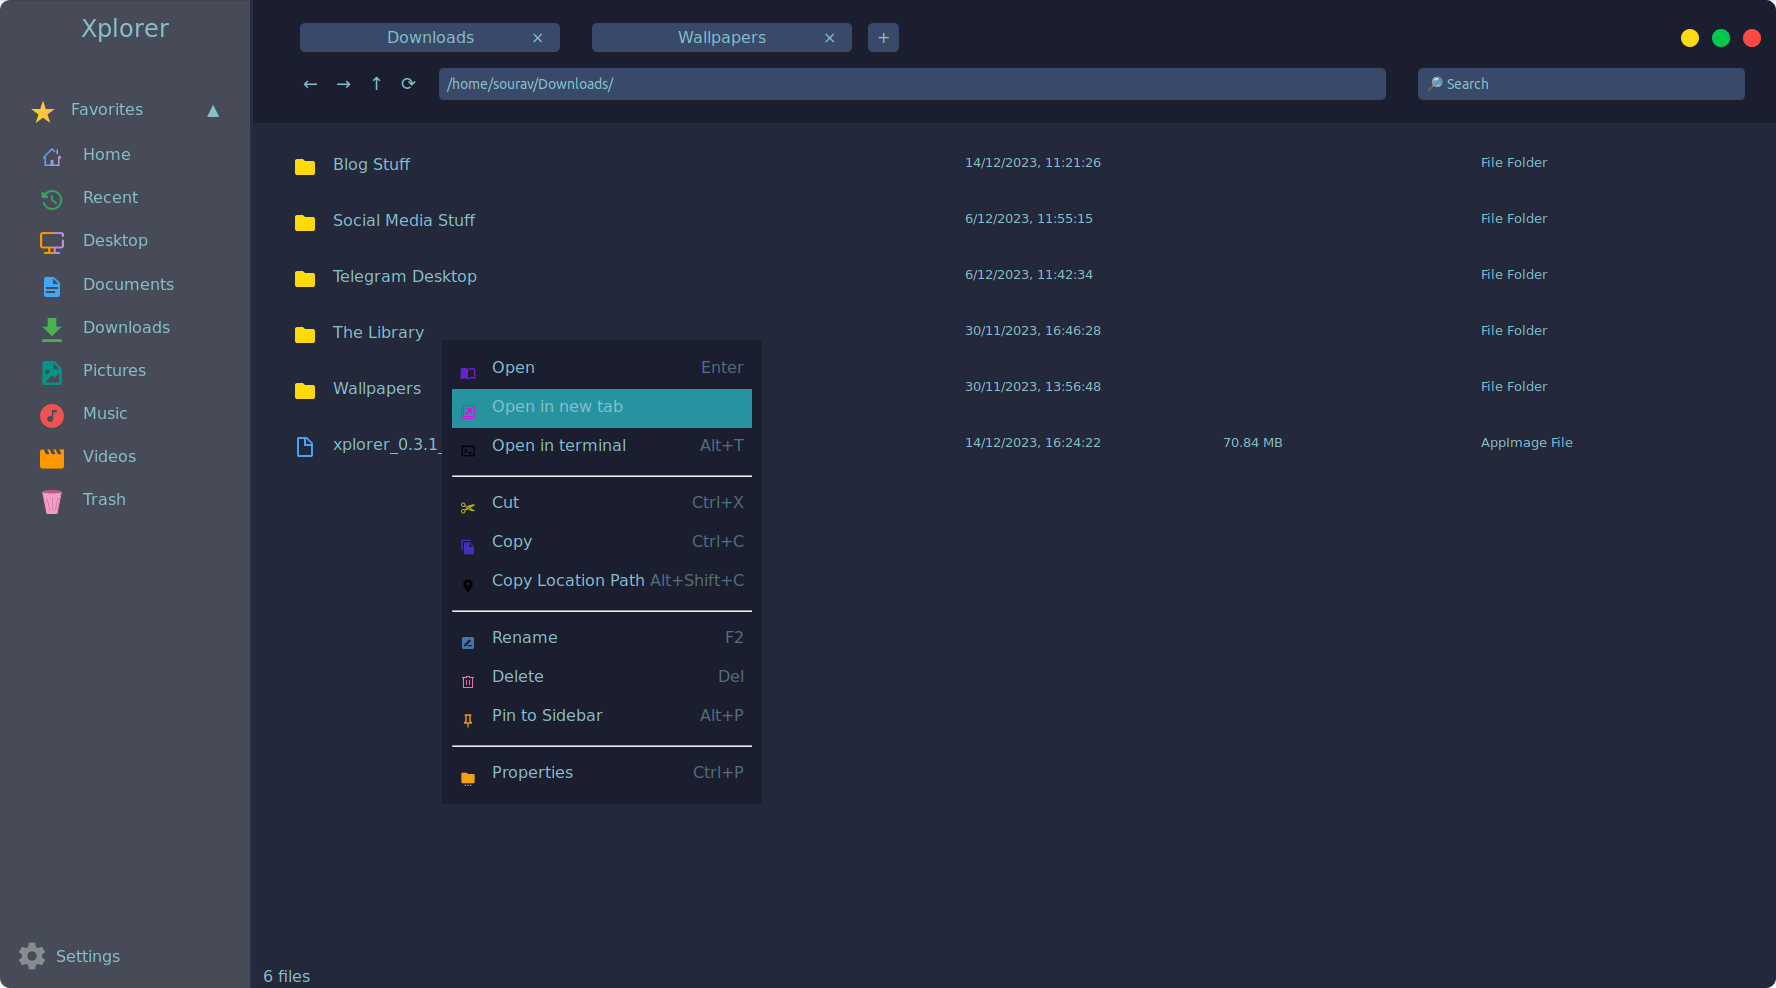 Xplorer
Downloads × Wallpapers × +
← → ↑ ⟳ /home/sourav/Downloads/ 🔎 Search
Favorites ▲
Home
Recent
Desktop
Documents
Downloads
Pictures
Music
Videos
Trash
Settings
Blog Stuff 14/12/2023, 11:21:26 File Folder
Social Media Stuff 6/12/2023, 11:55:15 File Folder
Telegram Desktop 6/12/2023, 11:42:34 File Folder
The Library 30/11/2023, 16:46:28 File Folder
Wallpapers 30/11/2023, 13:56:48 File Folder
xplorer_0.3.1_ 14/12/2023, 16:24:22 70.84 MB AppImage File
Open Enter
Open in new tab
Open in terminal Alt+T
Cut Ctrl+X
Copy Ctrl+C
Copy Location Path Alt+Shift+C
Rename F2
Delete Del
Pin to Sidebar Alt+P
Properties Ctrl+P
6 files